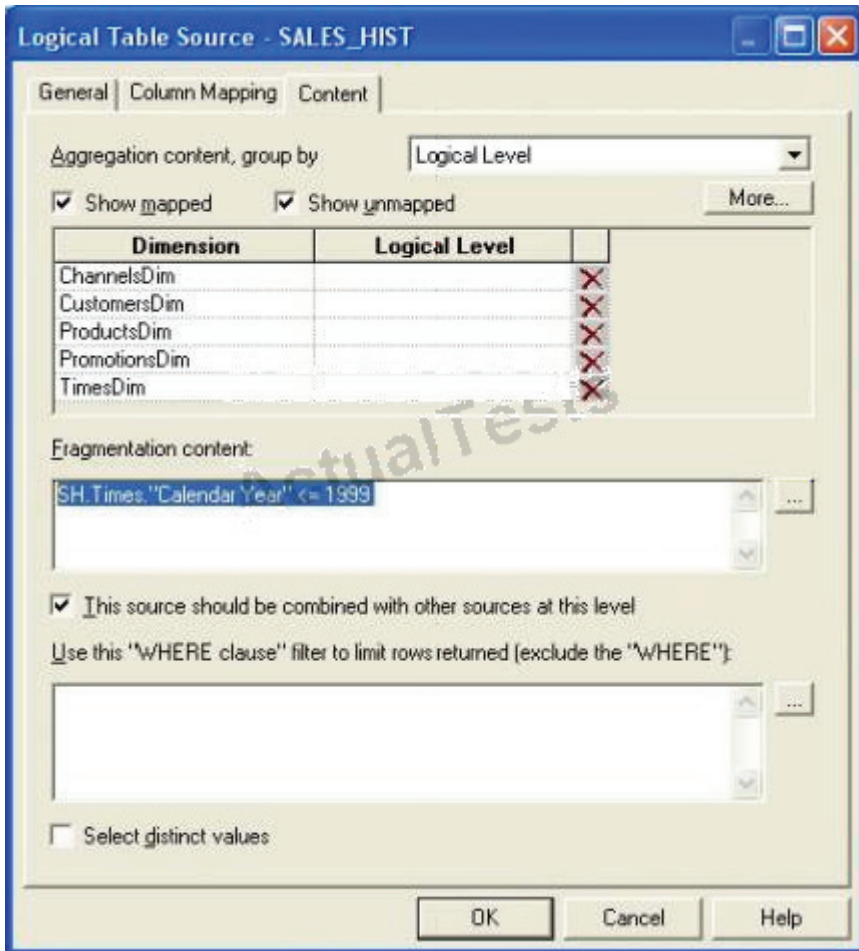 Logical Table Source - SALES_HIST
General Column Mapping Content
Aggregation content, group by Logical Level
Show mapped Show unmapped More...
Dimension Logical Level
ChannelsDim
CustomersDim
ProductsDim
PromotionsDim
TimesDim
ActualTests
Fragmentation content:
SH.Times."Calendar Year" <= 1999 ...
This source should be combined with other sources at this level
Use this "WHERE clause" filter to limit rows returned (exclude the "WHERE"):
...
Select distinct values
OK Cancel Help